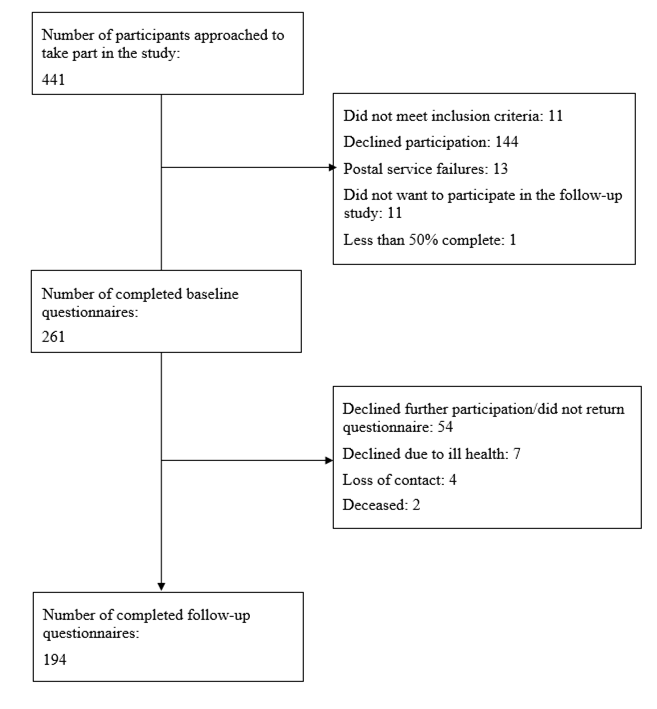 Number of participants approached to
take part in the study:
441
Did not meet inclusion criteria: 11
Declined participation: 144
Postal service failures: 13
Did not want to participate in the follow-up
study: 11
Less than 50% complete: 1
Number of completed baseline
questionnaires:
261
Declined further participation/did not return
questionnaire: 54
Declined due to ill health: 7
Loss of contact: 4
Deceased: 2
Number of completed follow-up
questionnaires:
194